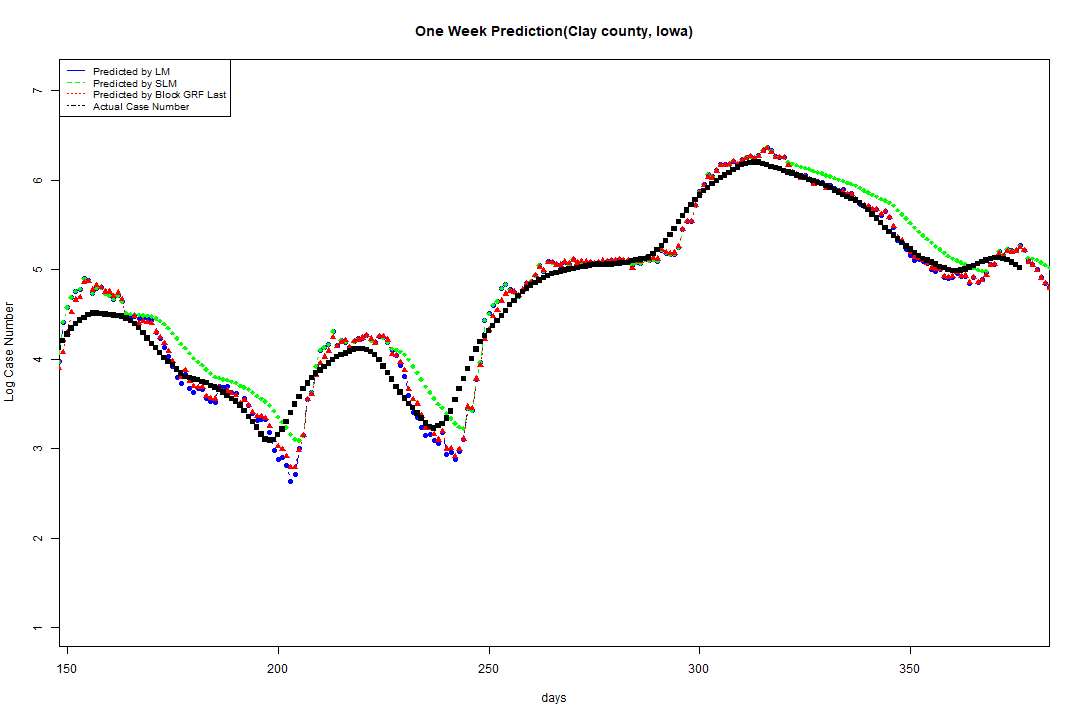 One Week Prediction(Clay county, Iowa)
Predicted by LM
Predicted by SLM
Predicted by Block GRF Last
Actual Case Number
7
6
5
4
3
2
1
Log Case Number
150 200 250 300 350
days